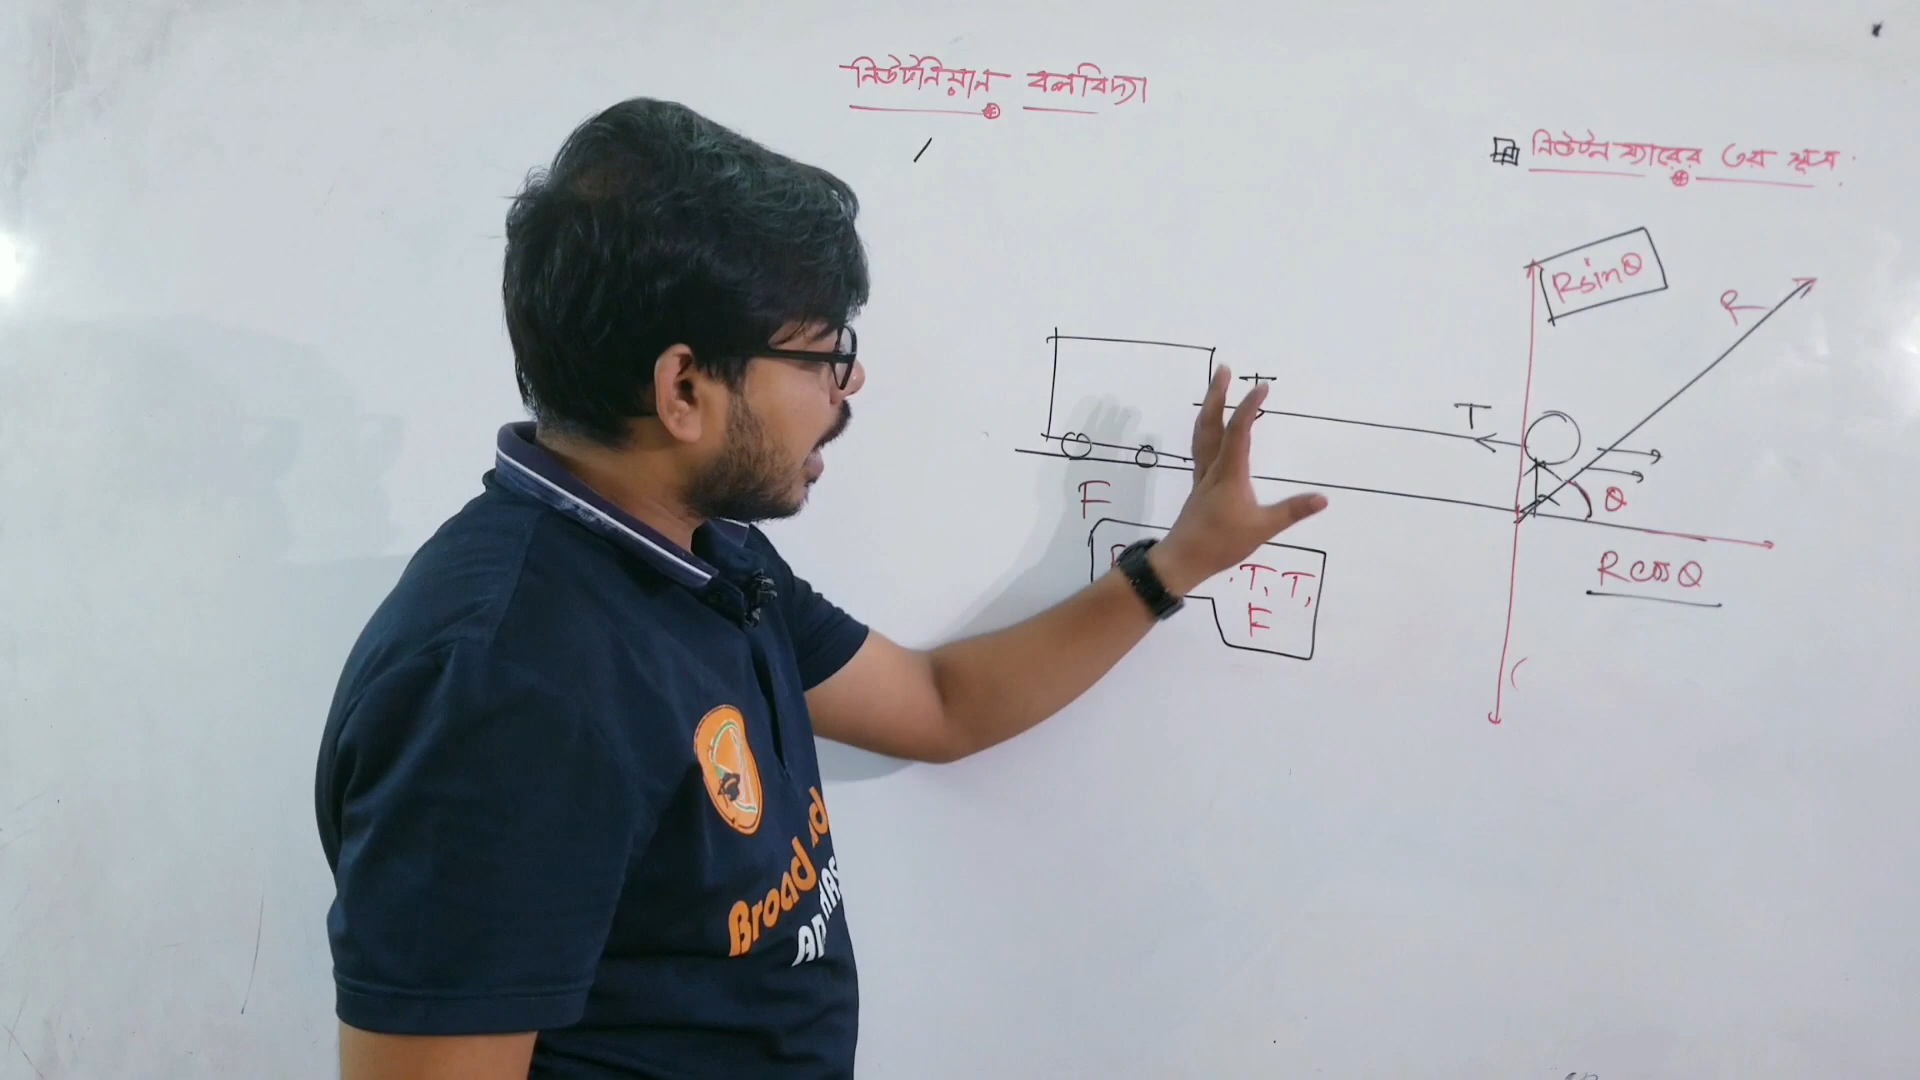 নিউটনিয়ান বলবিদ্যা
নিউটন স্যারের ৩য় সূত্র
RsinΘ
R
T
T
F
Θ
RcosΘ
T, T,
F
Broad